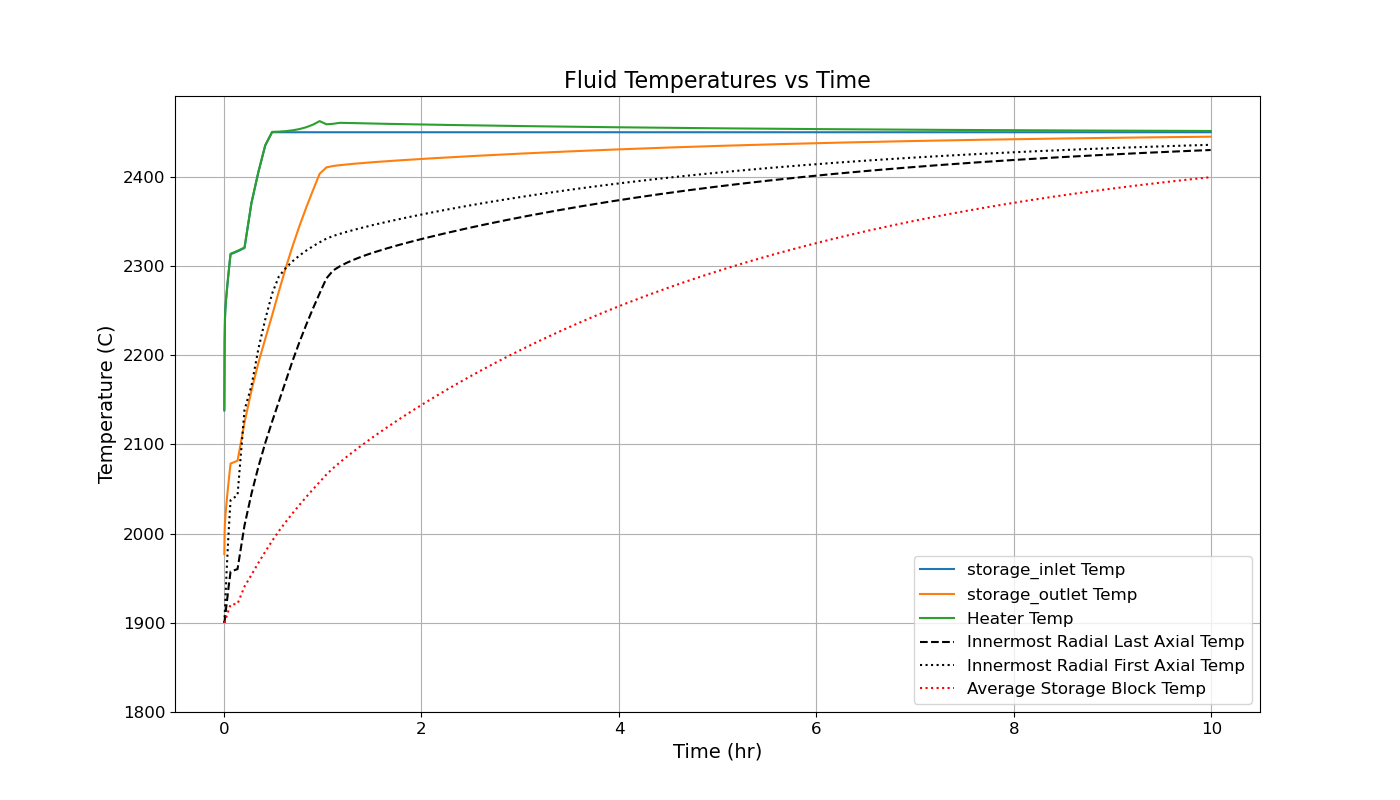 Fluid Temperatures vs Time
Temperature (C)
2400
2300
2200
2100
2000
1900
1800
storage_inlet Temp
storage_outlet Temp
Heater Temp
Innermost Radial Last Axial Temp
Innermost Radial First Axial Temp
Average Storage Block Temp
0 2 4 6 8 10
Time (hr)